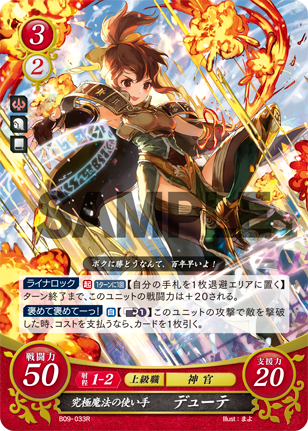 3
2
SAMPLE
ボクに勝とうなんて、百年早いよ！
ライナロック 起 1ターンに1回 【自分の手札を1枚退避エリアに置く】
ターン終了まで、このユニットの戦闘力は＋20される。
褒めて褒めてーっ！ 自 【1】このユニットの攻撃で敵を撃破
した時、コストを支払うなら、カードを1枚引く。
戦闘力
50
射程 1-2 上級職 神官
支援力
20
究極魔法の使い手 デューテ
B09-033R
Illust：まよ